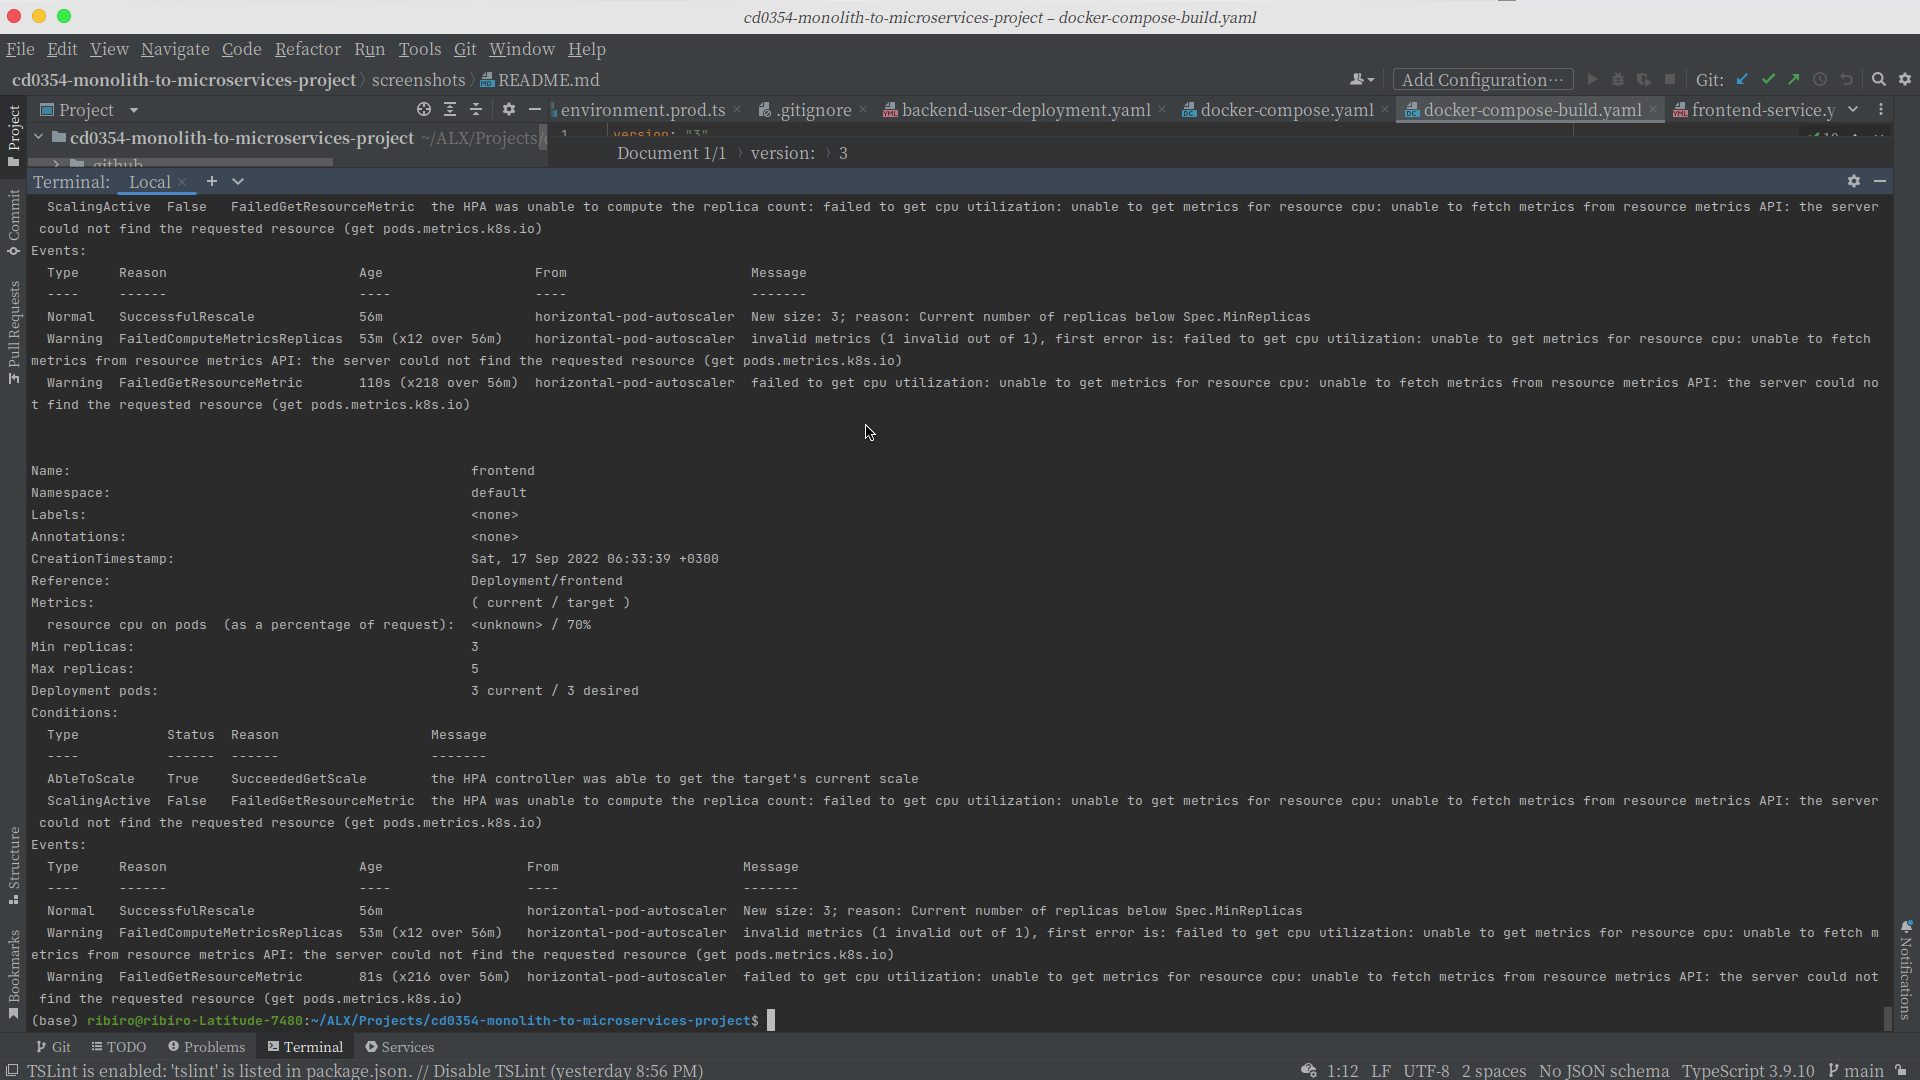 cd0354-monolith-to-microservices-project – docker-compose-build.yaml
File Edit View Navigate Code Refactor Run Tools Git Window Help
cd0354-monolith-to-microservices-project screenshots README.md Add Configuration... Git:
Project environment.prod.ts .gitignore backend-user-deployment.yaml docker-compose.yaml docker-compose-build.yaml frontend-service.y
cd0354-monolith-to-microservices-project ~/ALX/Projects/c
1 version: "3"
.github
Document 1/1 version: 3
Terminal: Local
ScalingActive False FailedGetResourceMetric the HPA was unable to compute the replica count: failed to get cpu utilization: unable to get metrics for resource cpu: unable to fetch metrics from resource metrics API: the server
could not find the requested resource (get pods.metrics.k8s.io)
Events:
Type Reason Age From Message
---- ------ ---- ---- -------
Normal SuccessfulRescale 56m horizontal-pod-autoscaler New size: 3; reason: Current number of replicas below Spec.MinReplicas
Warning FailedComputeMetricsReplicas 53m (x12 over 56m) horizontal-pod-autoscaler invalid metrics (1 invalid out of 1), first error is: failed to get cpu utilization: unable to get metrics for resource cpu: unable to fetch
metrics from resource metrics API: the server could not find the requested resource (get pods.metrics.k8s.io)
Warning FailedGetResourceMetric 110s (x218 over 56m) horizontal-pod-autoscaler failed to get cpu utilization: unable to get metrics for resource cpu: unable to fetch metrics from resource metrics API: the server could no
t find the requested resource (get pods.metrics.k8s.io)
Name: frontend
Namespace: default
Labels: <none>
Annotations: <none>
CreationTimestamp: Sat, 17 Sep 2022 06:33:39 +0300
Reference: Deployment/frontend
Metrics: ( current / target )
resource cpu on pods (as a percentage of request): <unknown> / 70%
Min replicas: 3
Max replicas: 5
Deployment pods: 3 current / 3 desired
Conditions:
Type Status Reason Message
---- ------ ------ -------
AbleToScale True SucceededGetScale the HPA controller was able to get the target's current scale
ScalingActive False FailedGetResourceMetric the HPA was unable to compute the replica count: failed to get cpu utilization: unable to get metrics for resource cpu: unable to fetch metrics from resource metrics API: the server
could not find the requested resource (get pods.metrics.k8s.io)
Events:
Type Reason Age From Message
---- ------ ---- ---- -------
Normal SuccessfulRescale 56m horizontal-pod-autoscaler New size: 3; reason: Current number of replicas below Spec.MinReplicas
Warning FailedComputeMetricsReplicas 53m (x12 over 56m) horizontal-pod-autoscaler invalid metrics (1 invalid out of 1), first error is: failed to get cpu utilization: unable to get metrics for resource cpu: unable to fetch m
etrics from resource metrics API: the server could not find the requested resource (get pods.metrics.k8s.io)
Warning FailedGetResourceMetric 81s (x216 over 56m) horizontal-pod-autoscaler failed to get cpu utilization: unable to get metrics for resource cpu: unable to fetch metrics from resource metrics API: the server could not
find the requested resource (get pods.metrics.k8s.io)
(base) ribiro@ribiro-Latitude-7480:~/ALX/Projects/cd0354-monolith-to-microservices-project$
Project
Commit
Pull Requests
Structure
Bookmarks
Notifications
Git TODO Problems Terminal Services
TSLint is enabled: 'tslint' is listed in package.json. // Disable TSLint (yesterday 8:56 PM) 1:12 LF UTF-8 2 spaces No JSON schema TypeScript 3.9.10 main